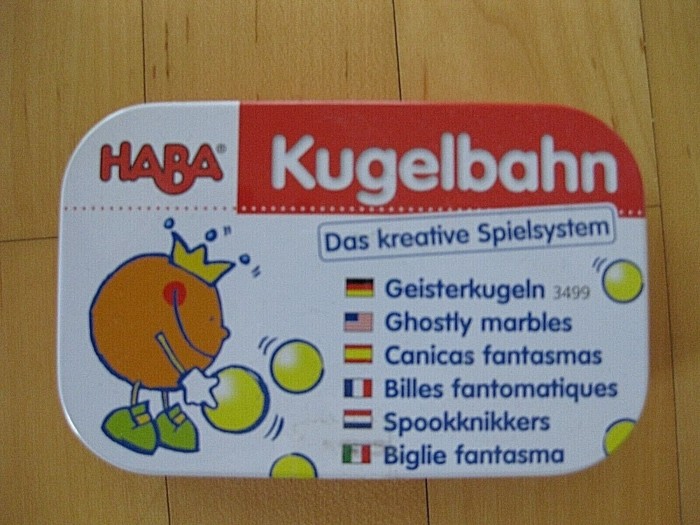 HABA® Kugelbahn
Das kreative Spielsystem
Geisterkugeln 3499
Ghostly marbles
Canicas fantasmas
Billes fantomatiques
Spookknikkers
Biglie fantasma